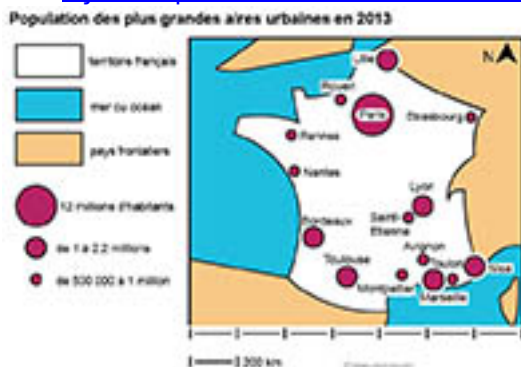 Population des plus grandes aires urbaines en 2013
territoire français
mer ou océan
pays frontaliers
12 millions d'habitants
de 1 à 2,2 millions
de 500 000 à 1 million
N
Lille
Rouen
Paris
Strasbourg
Rennes
Nantes
Lyon
Saint-
Etienne
Bordeaux
Avignon
Toulouse
Toulon
Nice
Montpellier
Marseille
200 km